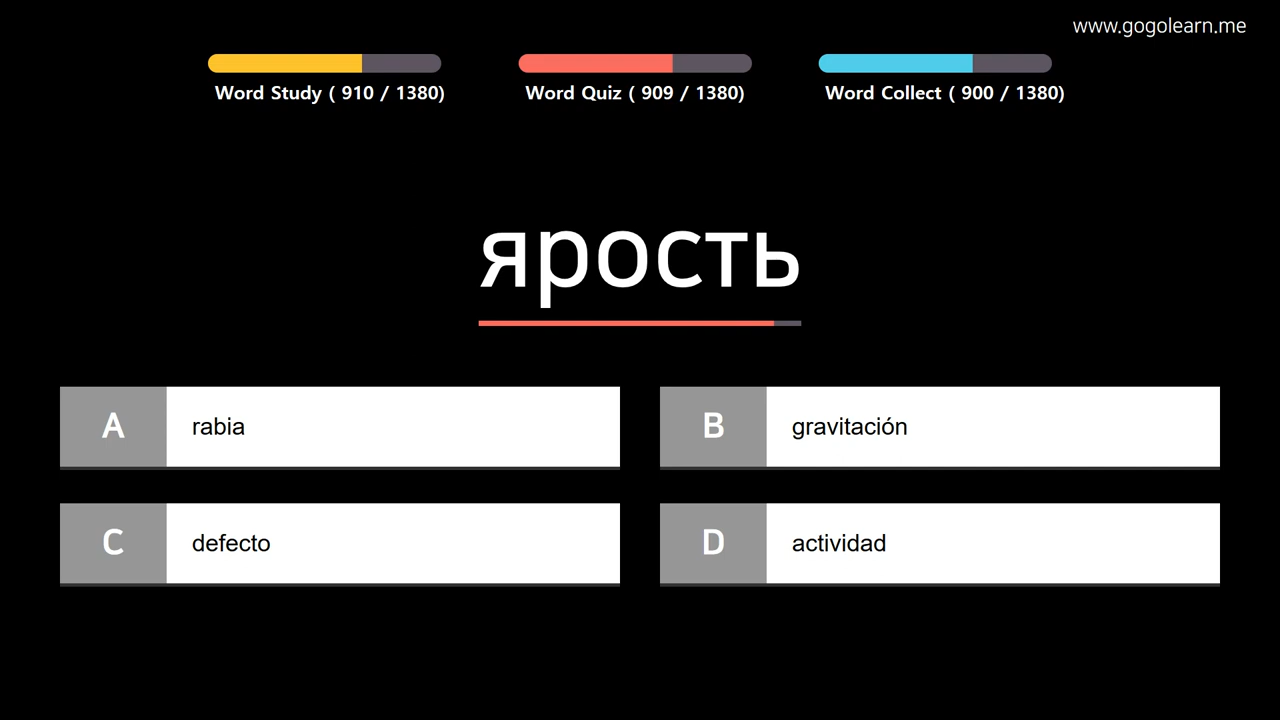 www.gogolearn.me
Word Study ( 910 / 1380)
Word Quiz ( 909 / 1380)
Word Collect ( 900 / 1380)
ярость
A rabia
B gravitación
C defecto
D actividad